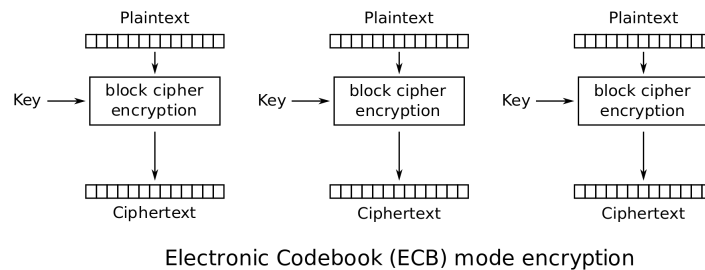 Plaintext
Plaintext
Plaintext
Key
block cipher
encryption
Key
block cipher
encryption
Key
block cipher
encryption
Ciphertext
Ciphertext
Ciphertext
Electronic Codebook (ECB) mode encryption